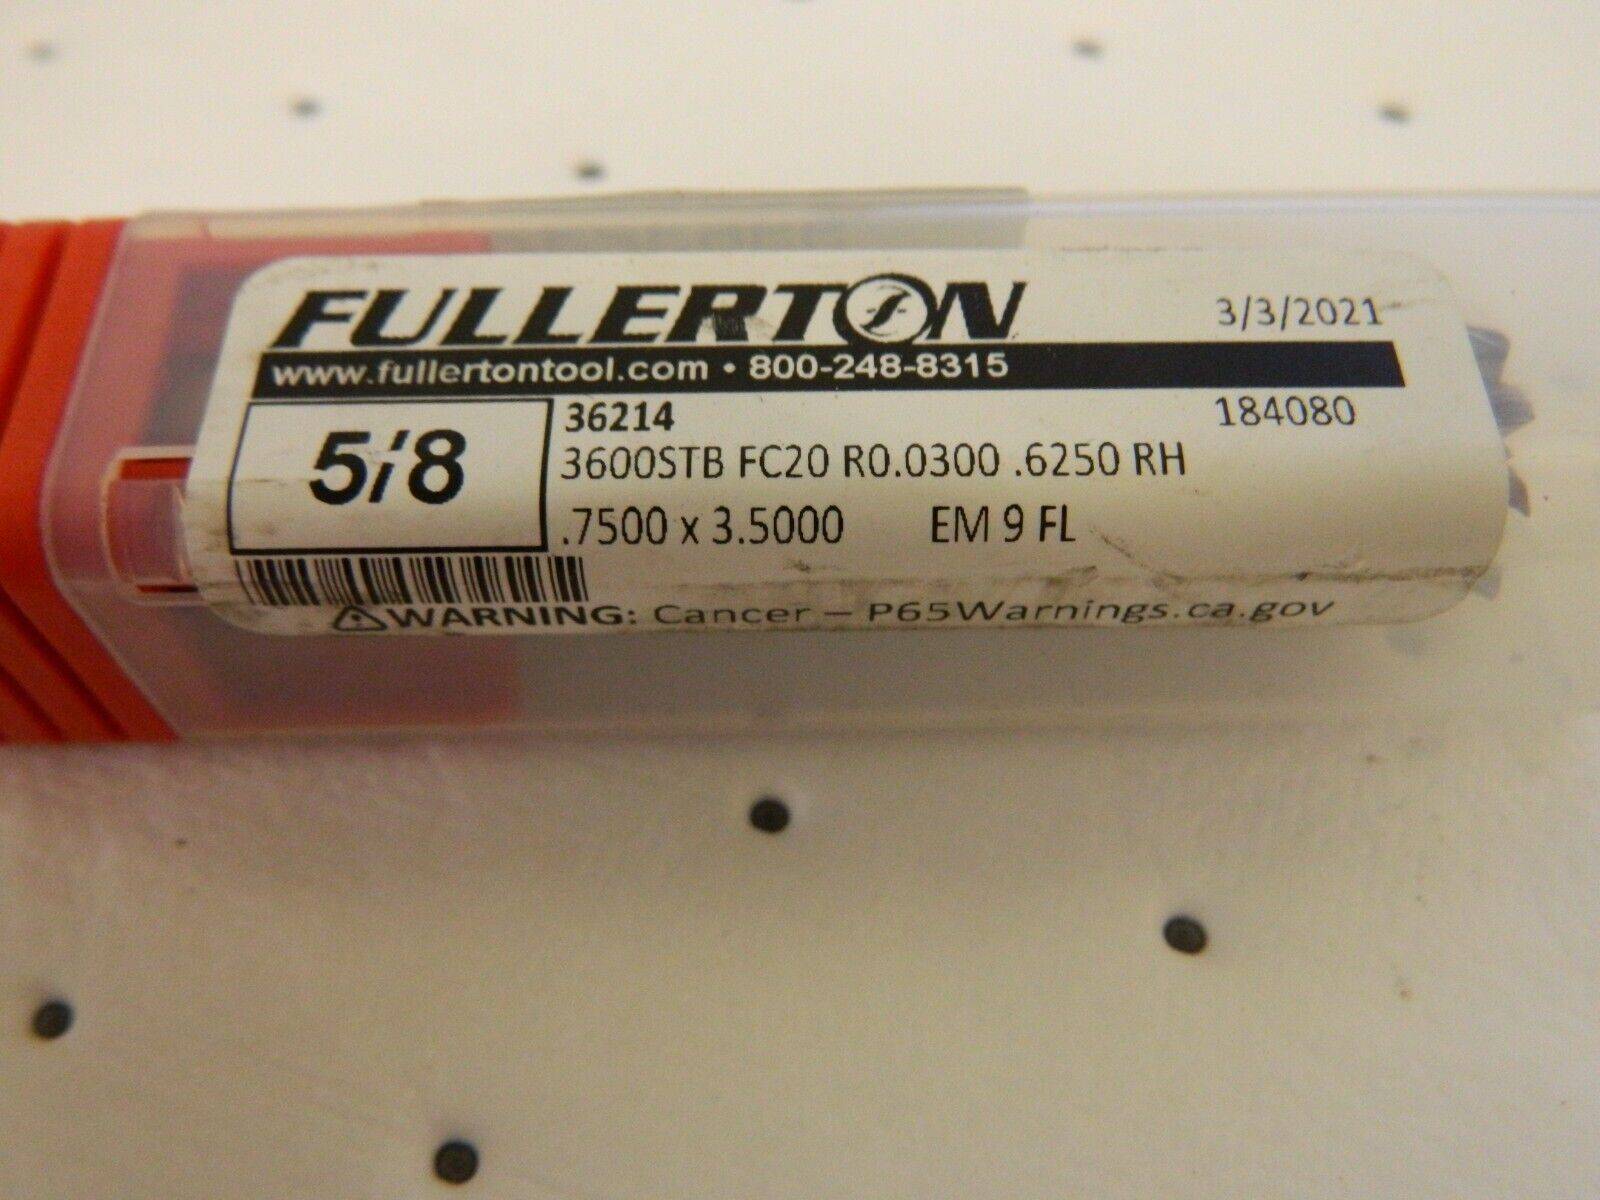 FULLERTON 3/3/2021
www.fullertontool.com • 800-248-8315
5/8 36214 184080
3600STB FC20 R0.0300 .6250 RH
.7500 x 3.5000 EM 9 FL
⚠WARNING: Cancer – P65Warnings.ca.gov